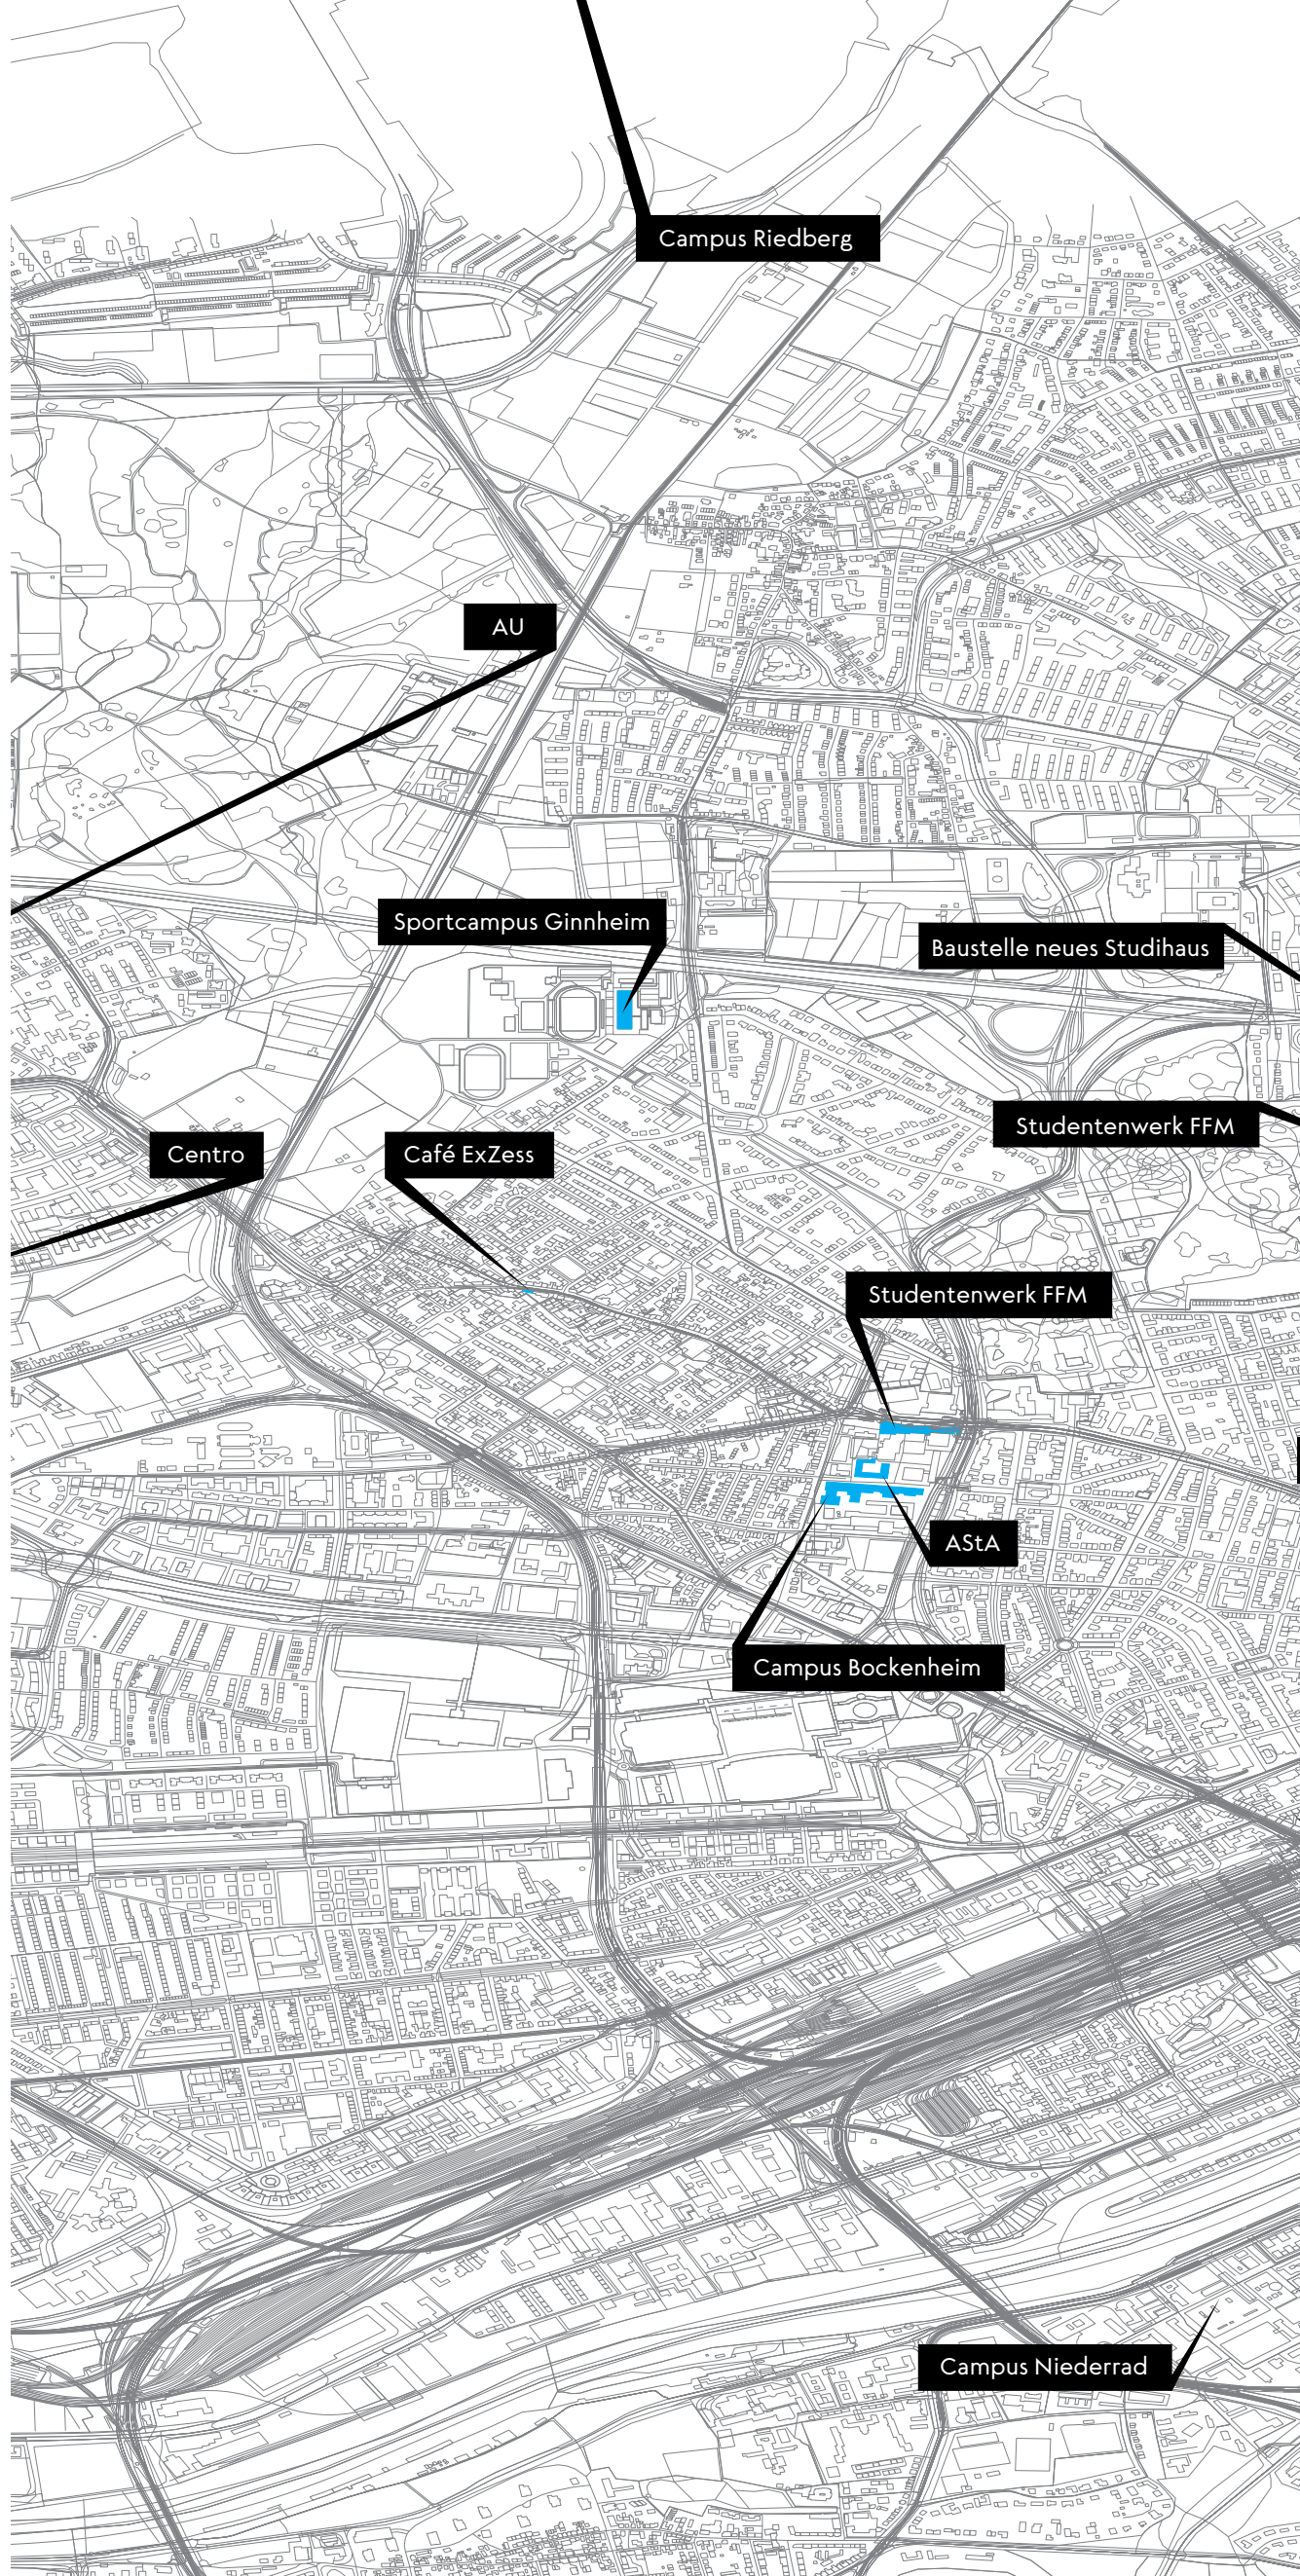 Campus Riedberg
AU
Sportcampus Ginnheim
Baustelle neues Studihaus
Studentenwerk FFM
Centro
Café ExZess
Studentenwerk FFM
AStA
Campus Bockenheim
Campus Niederrad